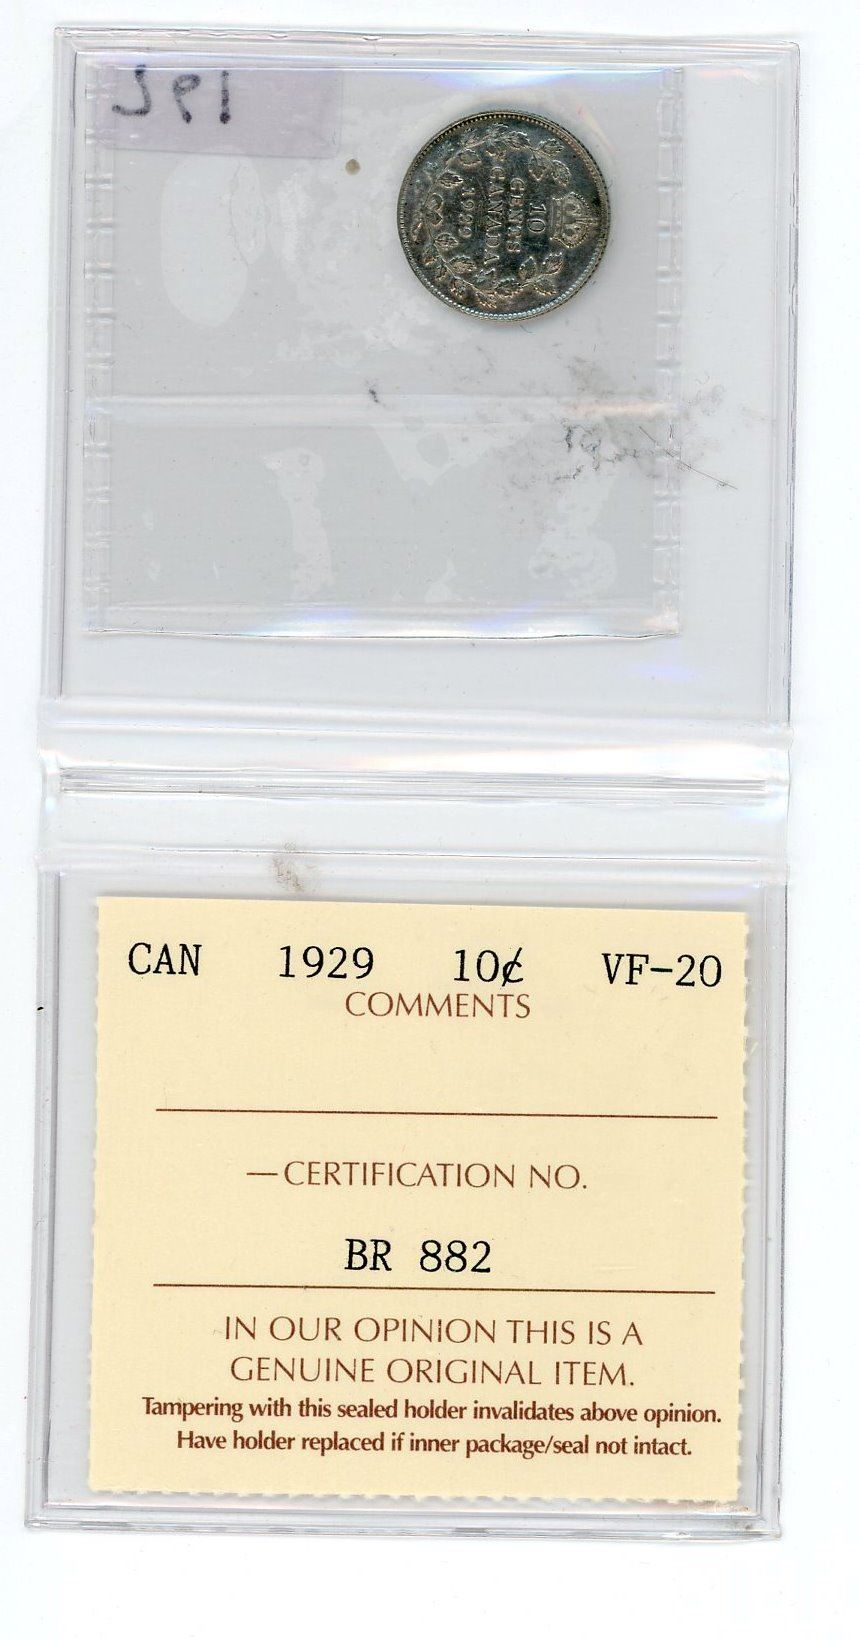 10
CENTS
CANADA
1929
CAN 1929 10¢ VF-20
COMMENTS
—CERTIFICATION NO.
BR 882
IN OUR OPINION THIS IS A
GENUINE ORIGINAL ITEM.
Tampering with this sealed holder invalidates above opinion.
Have holder replaced if inner package/seal not intact.